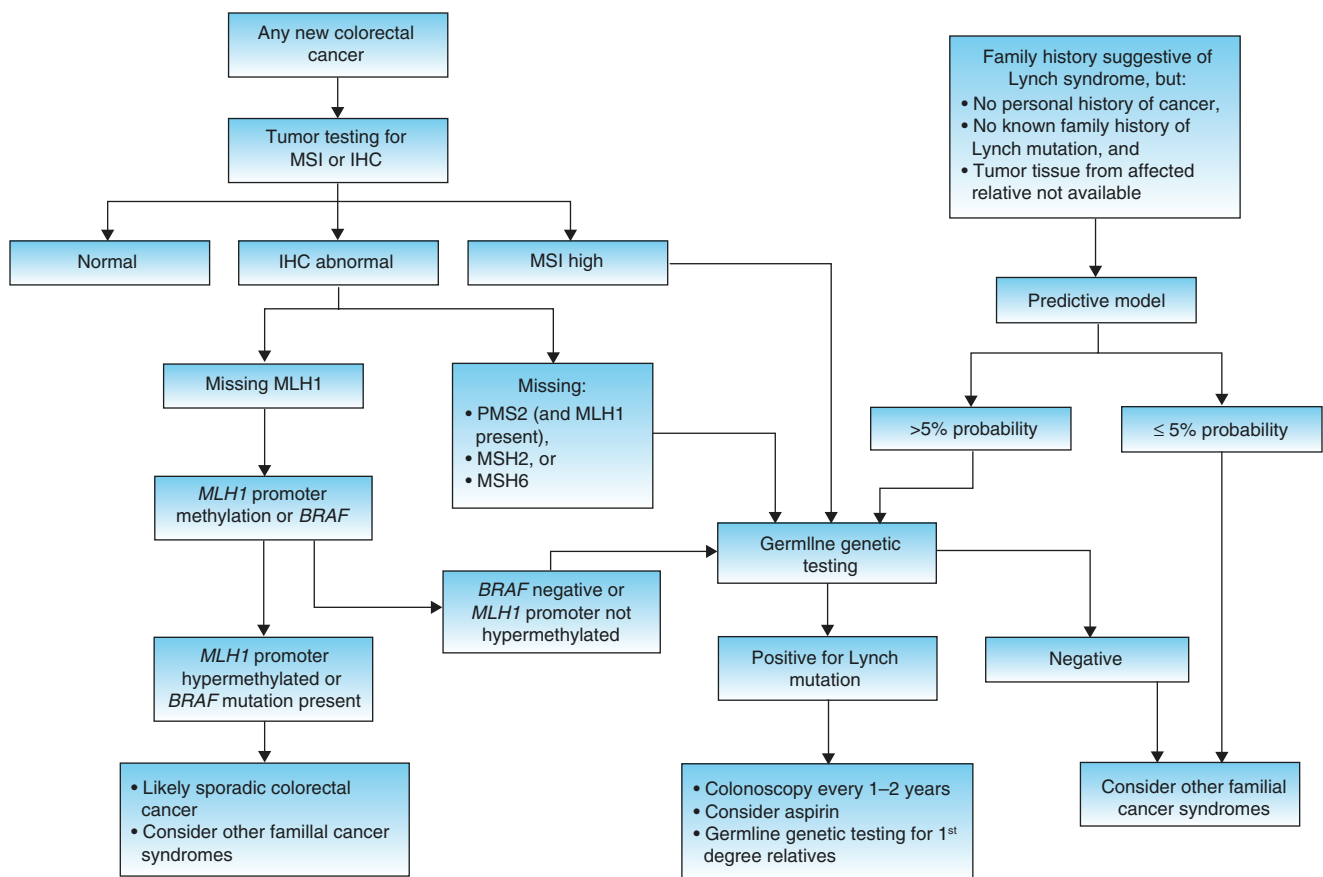 Any new colorectal
cancer
Family history suggestive of
Lynch syndrome, but:
• No personal history of cancer,
• No known family history of
Lynch mutation, and
• Tumor tissue from affected
relative not available
Tumor testing for
MSI or IHC
Normal
IHC abnormal
MSI high
Predictive model
Missing MLH1
Missing:
• PMS2 (and MLH1
present),
• MSH2, or
• MSH6
>5% probability
≤ 5% probability
MLH1 promoter
methylation or BRAF
Germllne genetic
testing
BRAF negative or
MLH1 promoter not
hypermethylated
MLH1 promoter
hypermethylated or
BRAF mutation present
Positive for Lynch
mutation
Negative
• Likely sporadic colorectal
cancer
• Consider other famillal cancer
syndromes
• Colonoscopy every 1–2 years
• Consider aspirin
• Germline genetic testing for 1st
degree relatives
Consider other familial
cancer syndromes